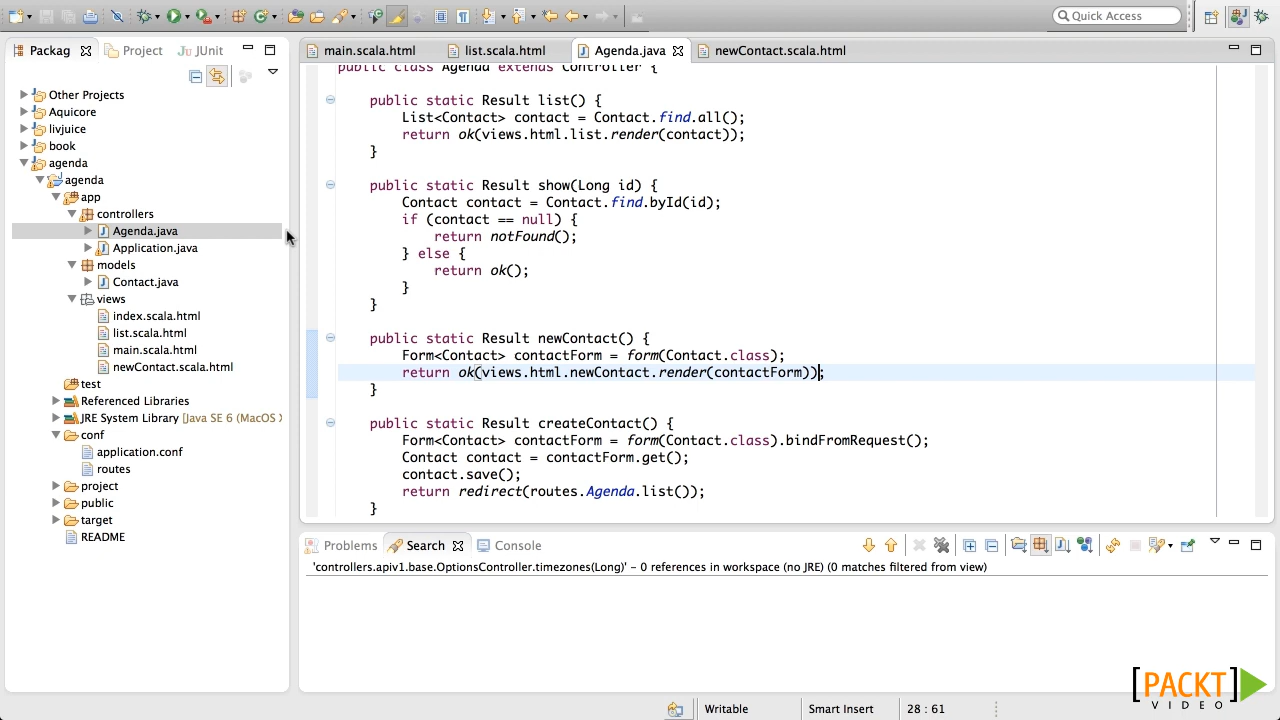 Quick Access
Packag
Project
JUnit
main.scala.html
list.scala.html
Agenda.java
newContact.scala.html
Other Projects
Aquicore
livjuice
book
agenda
agenda
app
controllers
Agenda.java
Application.java
models
Contact.java
views
index.scala.html
list.scala.html
main.scala.html
newContact.scala.html
test
Referenced Libraries
JRE System Library [Java SE 6 (MacOS
conf
application.conf
routes
project
public
target
README
public class Agenda extends Controller {
public static Result list() {
List<Contact> contact = Contact.find.all();
return ok(views.html.list.render(contact));
}
public static Result show(Long id) {
Contact contact = Contact.find.byId(id);
if (contact == null) {
return notFound();
} else {
return ok();
}
}
public static Result newContact() {
Form<Contact> contactForm = form(Contact.class);
return ok(views.html.newContact.render(contactForm));
}
public static Result createContact() {
Form<Contact> contactForm = form(Contact.class).bindFromRequest();
Contact contact = contactForm.get();
contact.save();
return redirect(routes.Agenda.list());
}
Problems
Search
Console
'controllers.apiv1.base.OptionsController.timezones(Long)' – 0 references in workspace (no JRE) (0 matches filtered from view)
[PACKT]
VIDEO
Writable
Smart Insert
28 : 61